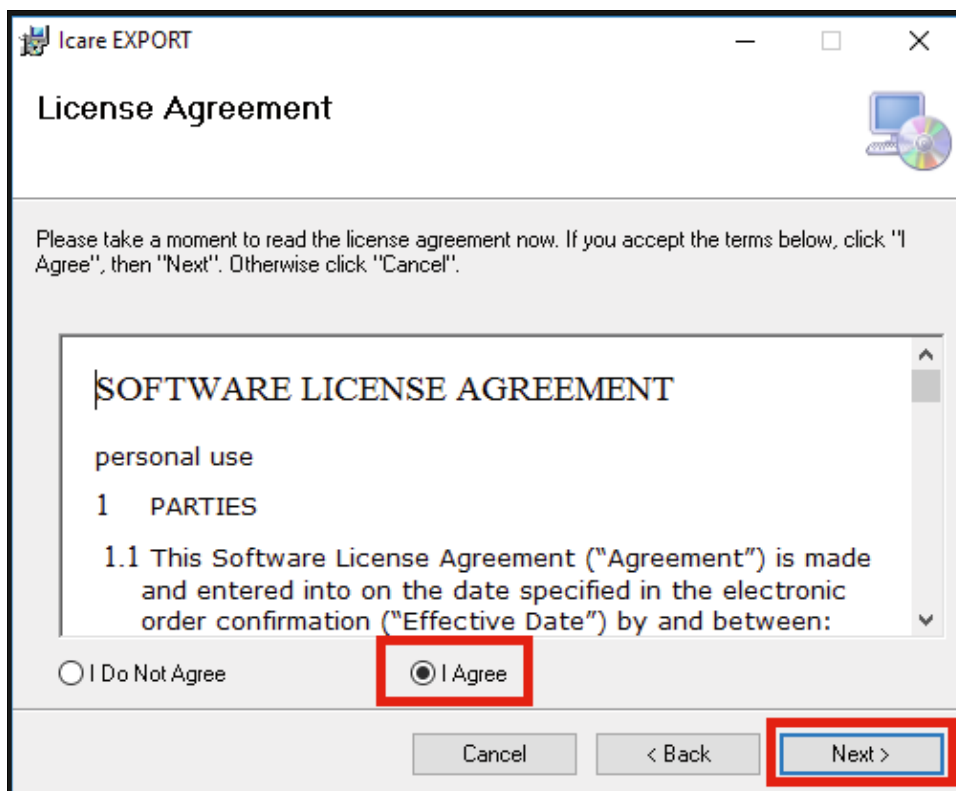 Icare EXPORT
License Agreement
Please take a moment to read the license agreement now. If you accept the terms below, click "I
Agree", then "Next". Otherwise click "Cancel".
SOFTWARE LICENSE AGREEMENT
personal use
1 PARTIES
1.1 This Software License Agreement (“Agreement”) is made
and entered into on the date specified in the electronic
order confirmation (“Effective Date”) by and between:
I Do Not Agree
I Agree
Cancel
< Back
Next >